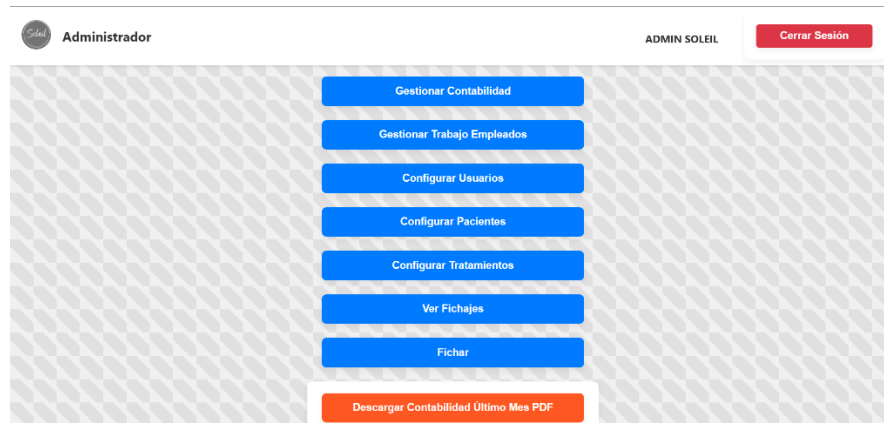 Soleil
Administrador
ADMIN SOLEIL
Cerrar Sesión
Gestionar Contabilidad
Gestionar Trabajo Empleados
Configurar Usuarios
Configurar Pacientes
Configurar Tratamientos
Ver Fichajes
Fichar
Descargar Contabilidad Último Mes PDF